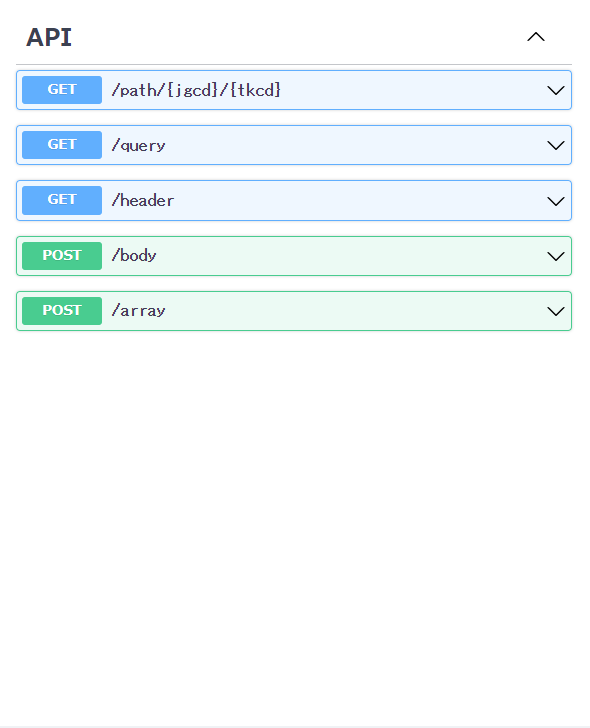 API
GET /path/{jgcd}/{tkcd}
GET /query
GET /header
POST /body
POST /array